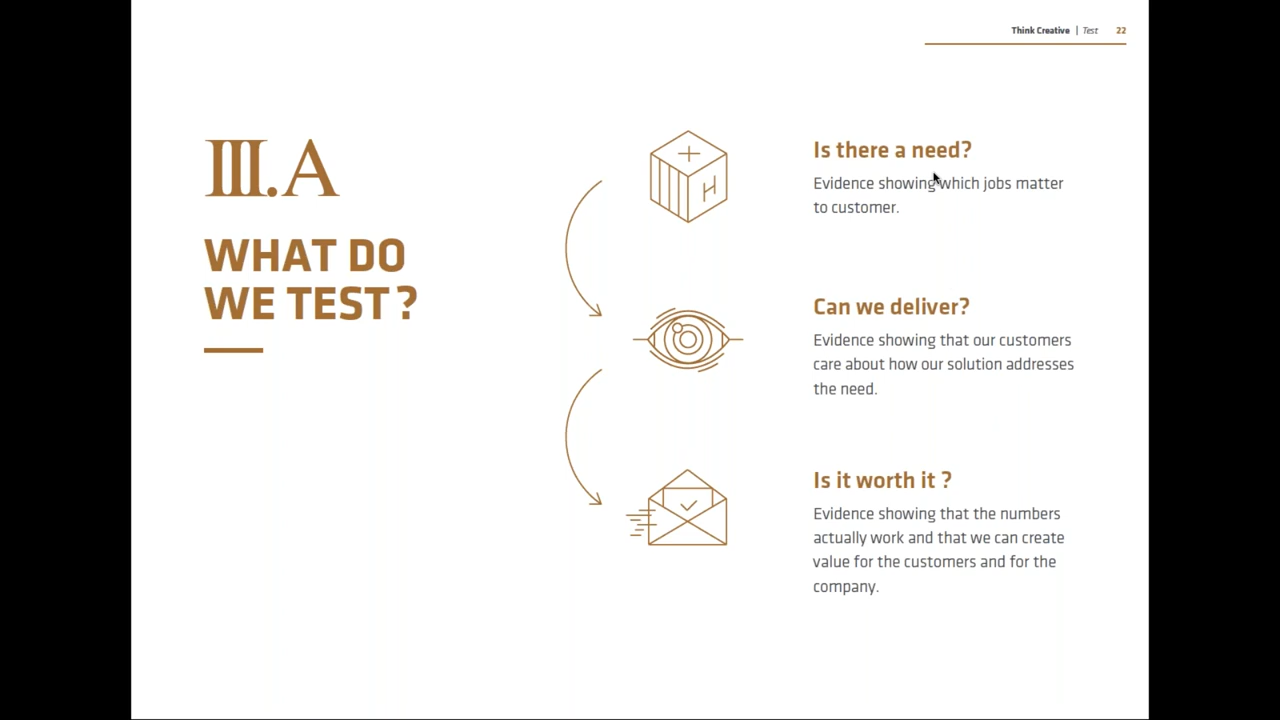 Think Creative | Test 22
III.A
WHAT DO
WE TEST?
Is there a need?
Evidence showing which jobs matter
to customer.
Can we deliver?
Evidence showing that our customers
care about how our solution addresses
the need.
Is it worth it ?
Evidence showing that the numbers
actually work and that we can create
value for the customers and for the
company.